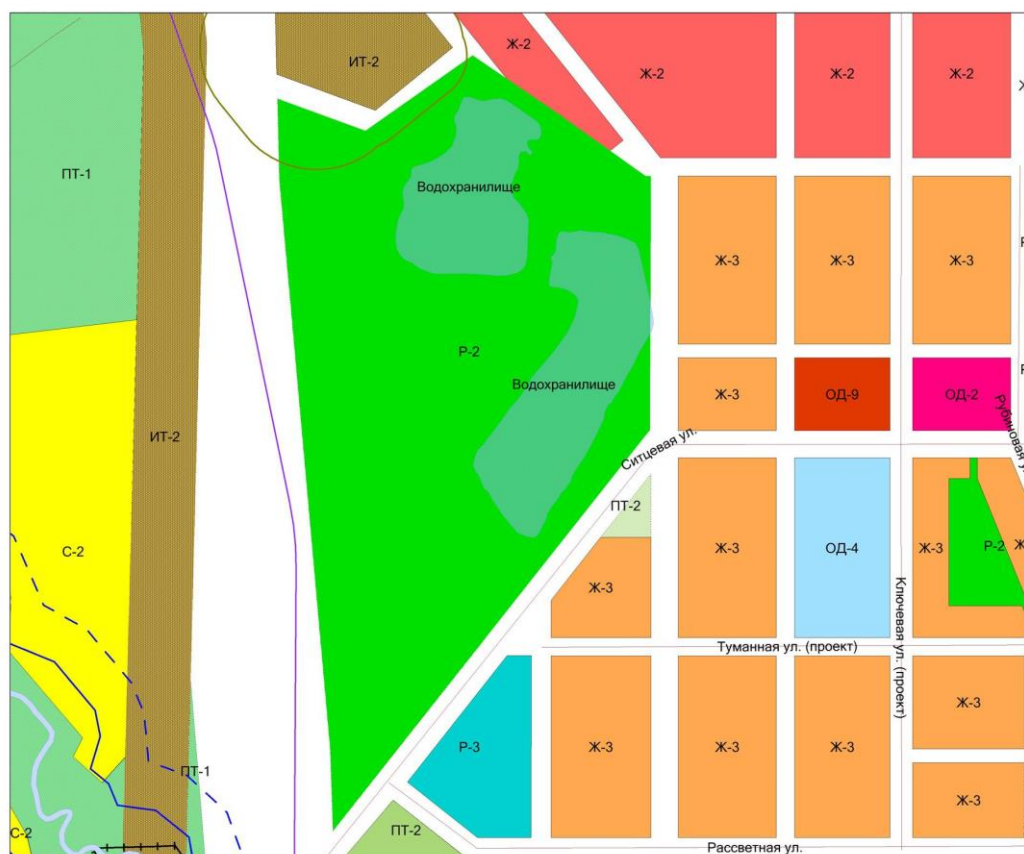 Ж-2
ИТ-2
Ж-2
Ж-2
Ж-2
Ж
ПТ-1
Водохранилище
Ж-3
Ж-3
Ж-3
Р-2
Водохранилище
Ж-3
ОД-9
ОД-2
Рубиновая
ИТ-2
Ситцевая ул.
ПТ-2
С-2
Ж-3
ОД-4
Ж-3
Р-2
Ж
Ж-3
Ключевая ул. (проект)
Туманная ул. (проект)
Ж-3
Р-3
Ж-3
Ж-3
Ж-3
ПТ-1
Ж-3
С-2
ПТ-2
Рассветная ул.